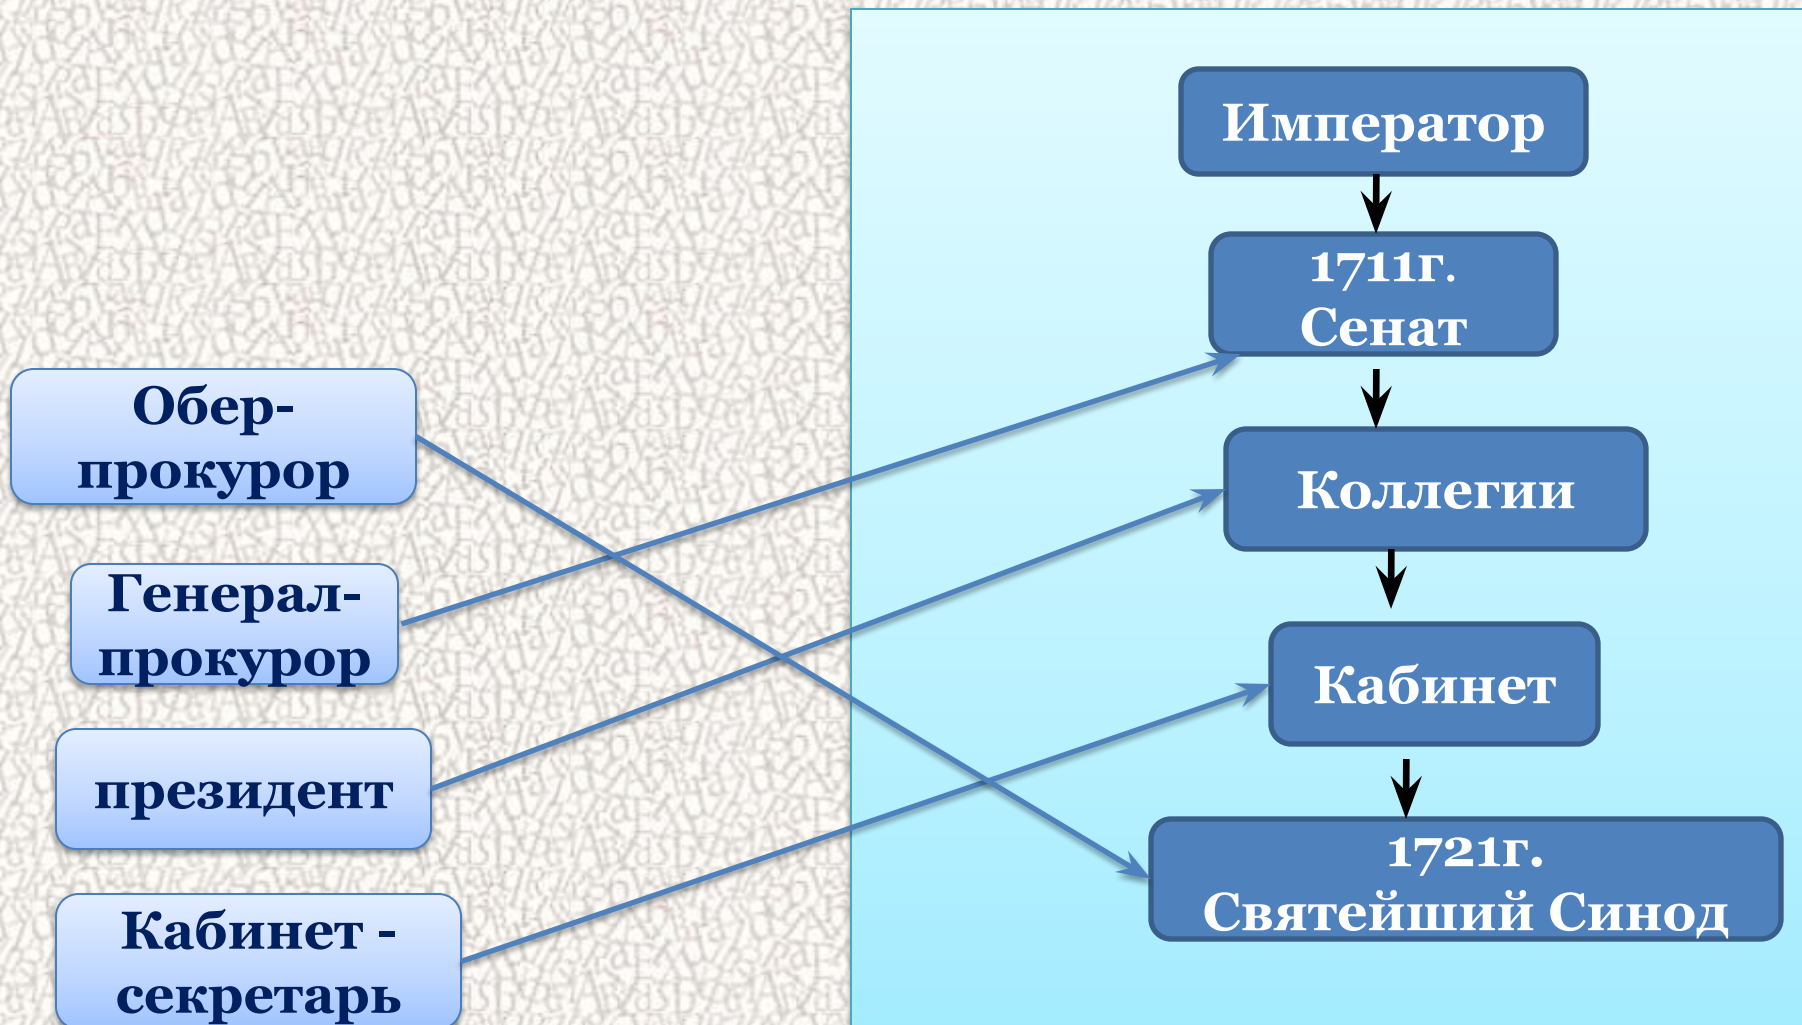 Обер-
прокурор
Генерал-
прокурор
президент
Кабинет -
секретарь
Император
1711г.
Сенат
Коллегии
Кабинет
1721г.
Святейший Синод